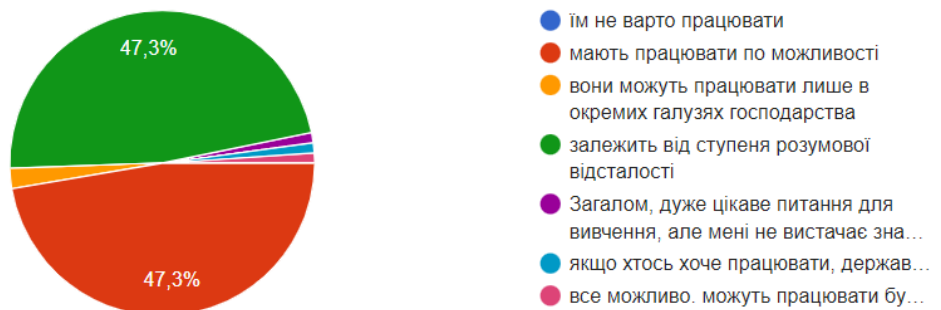 47,3%
47,3%
їм не варто працювати
мають працювати по можливості
вони можуть працювати лише в
окремих галузях господарства
залежить від ступеня розумової
відсталості
Загалом, дуже цікаве питання для
вивчення, але мені не вистачає зна...
якщо хтось хоче працювати, держав...
все можливо. можуть працювати бу...